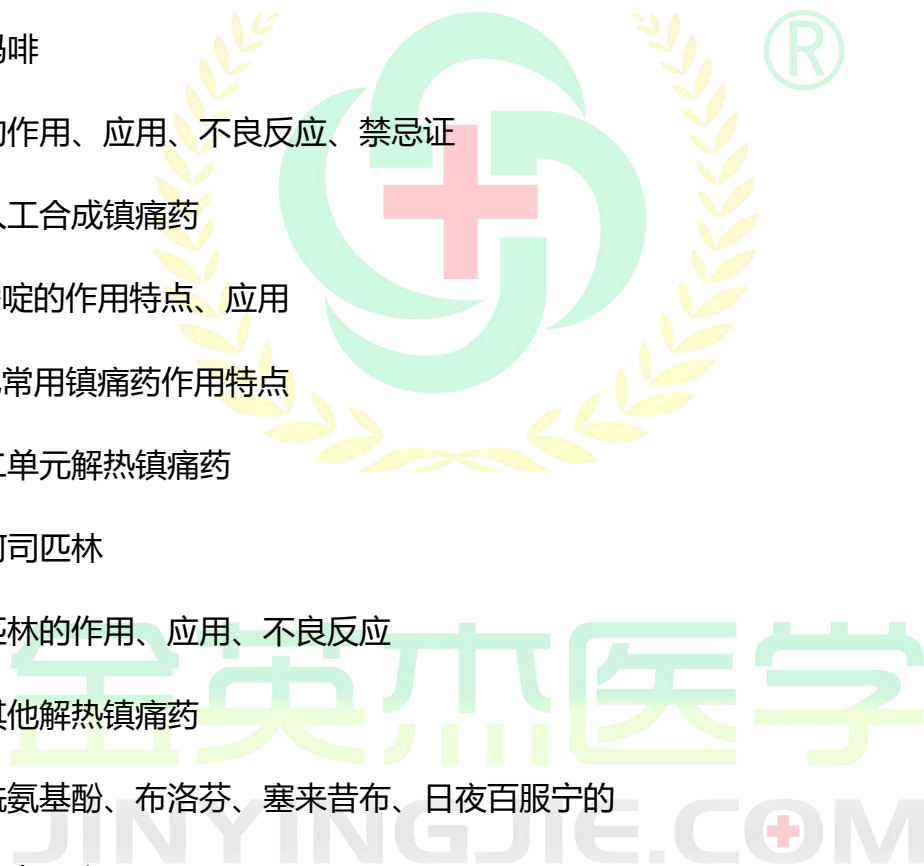 啡
®
作用、应用、不良反应、禁忌证
工合成镇痛药
啶的作用特点、应用
常用镇痛药作用特点
单元解热镇痛药
司匹林
林的作用、应用、不良反应
金英杰医学
他解热镇痛药
氨基酚、布洛芬、塞来昔布、日夜百服宁的
JINYINGJIE.COM